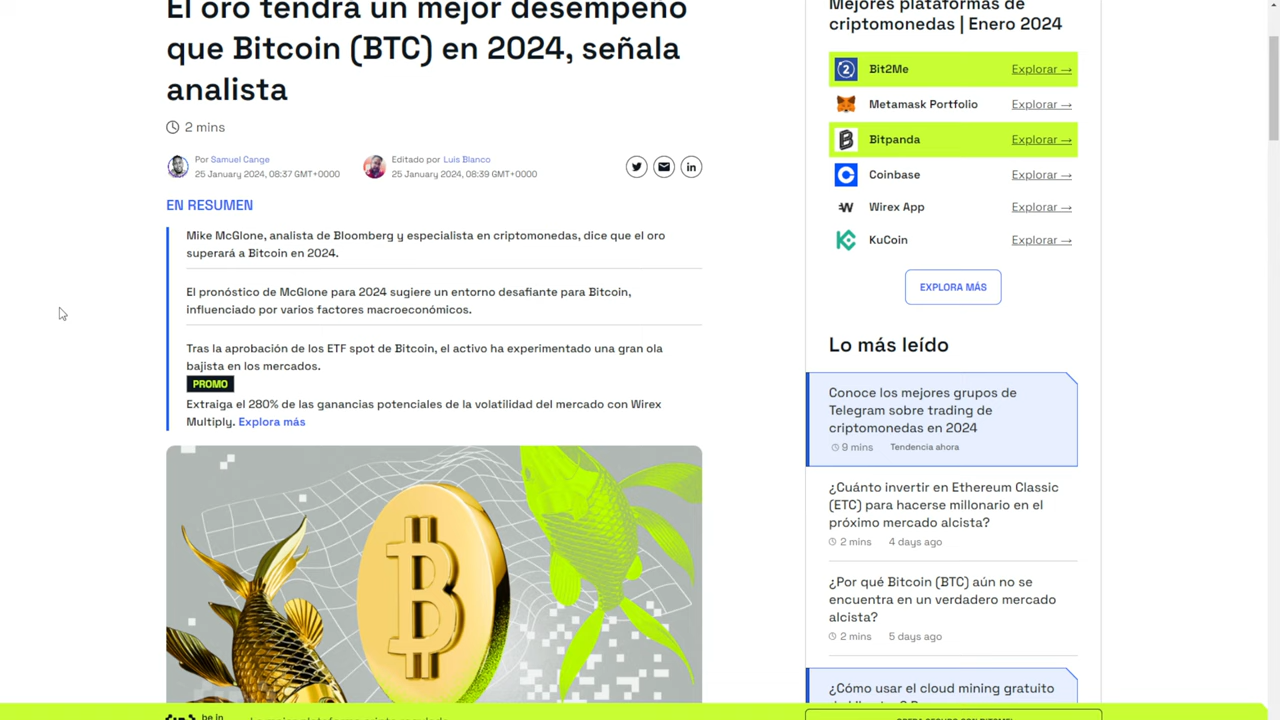 El oro tendrá un mejor desempeño
que Bitcoin (BTC) en 2024, señala
analista
2 mins
Por Samuel Cange
25 January 2024, 08:37 GMT+0000
Editado por Luis Blanco
25 January 2024, 08:39 GMT+0000
EN RESUMEN
Mike McGlone, analista de Bloomberg y especialista en criptomonedas, dice que el oro
superará a Bitcoin en 2024.
El pronóstico de McGlone para 2024 sugiere un entorno desafiante para Bitcoin,
influenciado por varios factores macroeconómicos.
Tras la aprobación de los ETF spot de Bitcoin, el activo ha experimentado una gran ola
bajista en los mercados.
PROMO
Extraiga el 280% de las ganancias potenciales de la volatilidad del mercado con Wirex
Multiply. Explora más
Mejores plataformas de
criptomonedas | Enero 2024
Bit2Me Explorar →
Metamask Portfolio Explorar →
Bitpanda Explorar →
Coinbase Explorar →
Wirex App Explorar →
KuCoin Explorar →
EXPLORA MÁS
Lo más leído
Conoce los mejores grupos de
Telegram sobre trading de
criptomonedas en 2024
9 mins Tendencia ahora
¿Cuánto invertir en Ethereum Classic
(ETC) para hacerse millonario en el
próximo mercado alcista?
2 mins 4 days ago
¿Por qué Bitcoin (BTC) aún no se
encuentra en un verdadero mercado
alcista?
2 mins 5 days ago
¿Cómo usar el cloud mining gratuito
be in